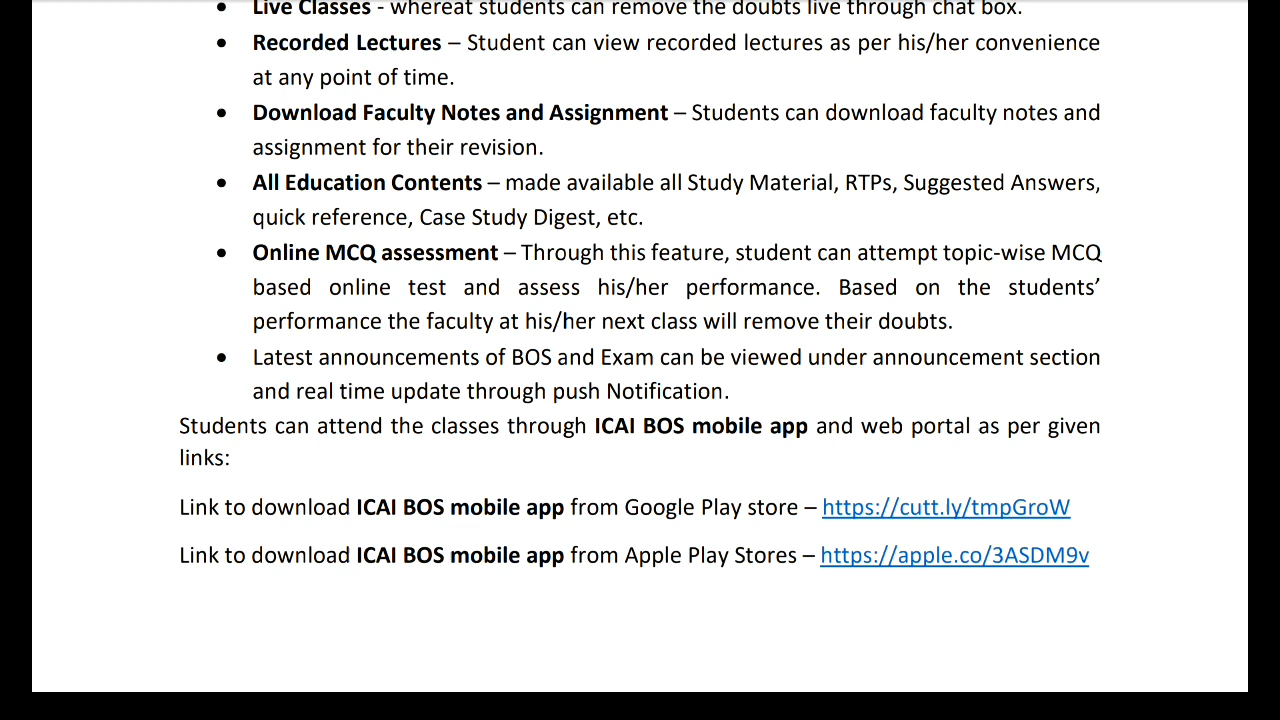 • Live Classes - whereat students can remove the doubts live through chat box.
• Recorded Lectures – Student can view recorded lectures as per his/her convenience
at any point of time.
• Download Faculty Notes and Assignment – Students can download faculty notes and
assignment for their revision.
• All Education Contents – made available all Study Material, RTPs, Suggested Answers,
quick reference, Case Study Digest, etc.
• Online MCQ assessment – Through this feature, student can attempt topic-wise MCQ
based online test and assess his/her performance. Based on the students’
performance the faculty at his/her next class will remove their doubts.
• Latest announcements of BOS and Exam can be viewed under announcement section
and real time update through push Notification.
Students can attend the classes through ICAI BOS mobile app and web portal as per given
links:
Link to download ICAI BOS mobile app from Google Play store – https://cutt.ly/tmpGroW
Link to download ICAI BOS mobile app from Apple Play Stores – https://apple.co/3ASDM9v